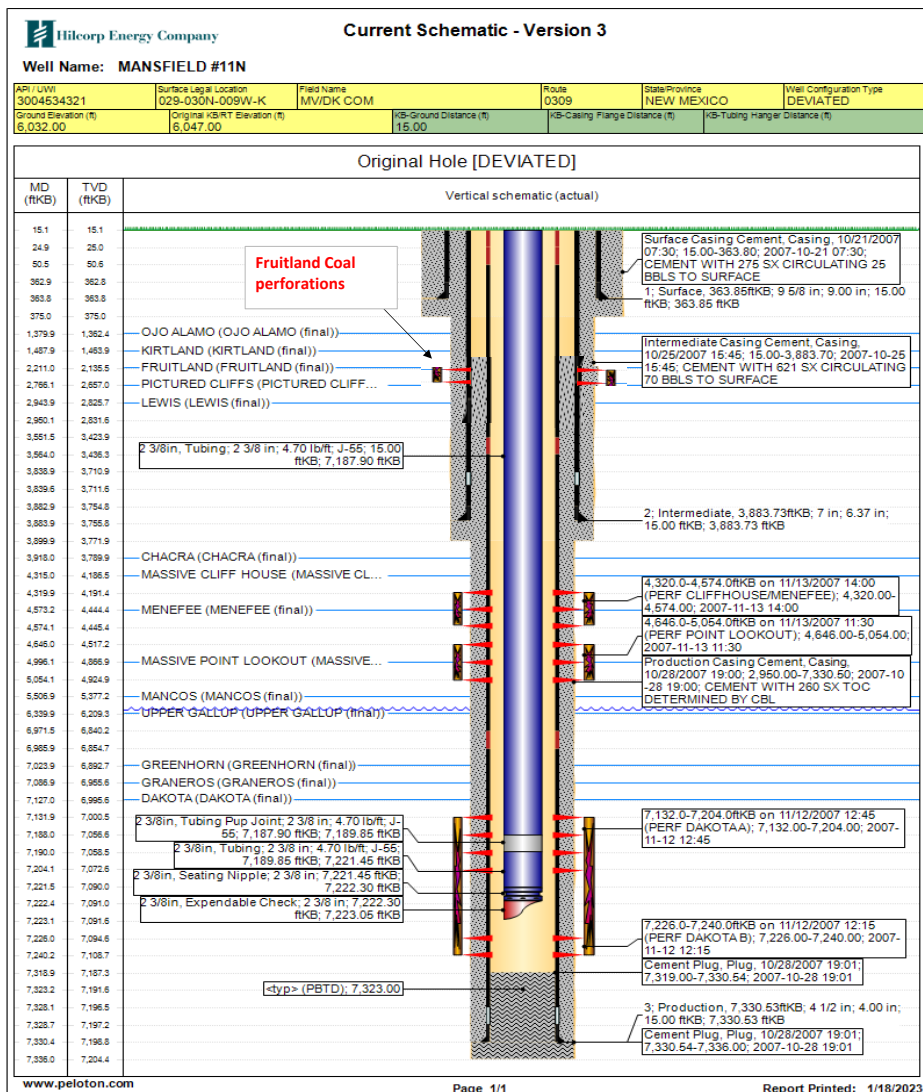 Hilcorp Energy Company
Current Schematic - Version 3
Well Name: MANSFIELD #11N
API / UWI
3004534321
Surface Legal Location
029-030N-009W-K
Field Name
MV/DK COM
Route
0309
State/Province
NEW MEXICO
Well Configuration Type
DEVIATED
Ground Elevation (ft)
6,032.00
Original KB/RT Elevation (ft)
6,047.00
KB-Ground Distance (ft)
15.00
KB-Casing Flange Distance (ft)
KB-Tubing Hanger Distance (ft)
Original Hole [DEVIATED]
MD
(ftKB)
TVD
(ftKB)
Vertical schematic (actual)
15.1 15.1
24.9 25.0
50.5 50.6
362.9 362.8
363.8 363.8
375.0 375.0
1,379.9 1,362.4
1,487.9 1,463.9
2,211.0 2,135.5
2,766.1 2,657.0
2,943.9 2,825.7
2,950.1 2,831.6
3,551.5 3,423.9
3,564.0 3,436.3
3,838.9 3,710.9
3,839.6 3,711.6
3,882.9 3,754.8
3,883.9 3,755.8
3,899.9 3,771.9
3,918.0 3,789.9
4,315.0 4,186.5
4,319.9 4,191.4
4,573.2 4,444.4
4,574.1 4,445.4
4,646.0 4,517.2
4,996.1 4,866.9
5,054.1 4,924.9
5,506.9 5,377.2
6,339.9 6,209.3
6,971.5 6,840.2
6,985.9 6,854.7
7,023.9 6,892.7
7,086.9 6,955.6
7,127.0 6,995.6
7,131.9 7,000.5
7,188.0 7,056.6
7,190.0 7,058.5
7,204.1 7,072.6
7,221.5 7,090.0
7,222.4 7,091.0
7,223.1 7,091.6
7,226.0 7,094.6
7,240.2 7,108.7
7,318.9 7,187.3
7,323.2 7,191.6
7,328.1 7,196.5
7,328.7 7,197.2
7,330.4 7,198.8
7,336.0 7,204.4
Fruitland Coal
perforations
OJO ALAMO (OJO ALAMO (final))
KIRTLAND (KIRTLAND (final))
FRUITLAND (FRUITLAND (final))
PICTURED CLIFFS (PICTURED CLIFF...
LEWIS (LEWIS (final))
2 3/8in, Tubing; 2 3/8 in; 4.70 lb/ft; J-55; 15.00
ftKB; 7,187.90 ftKB
CHACRA (CHACRA (final))
MASSIVE CLIFF HOUSE (MASSIVE CL...
MENEFEE (MENEFEE (final))
MASSIVE POINT LOOKOUT (MASSIVE...
MANCOS (MANCOS (final))
UPPER GALLUP (UPPER GALLUP (final))
GREENHORN (GREENHORN (final))
GRANEROS (GRANEROS (final))
DAKOTA (DAKOTA (final))
2 3/8in, Tubing Pup Joint; 2 3/8 in; 4.70 lb/ft; J-
55; 7,187.90 ftKB; 7,189.85 ftKB
2 3/8in, Tubing; 2 3/8 in; 4.70 lb/ft; J-55;
7,189.85 ftKB; 7,221.45 ftKB
2 3/8in, Seating Nipple; 2 3/8 in; 7,221.45 ftKB;
7,222.30 ftKB
2 3/8in, Expendable Check; 2 3/8 in; 7,222.30
ftKB; 7,223.05 ftKB
<typ> (PBTD); 7,323.00
Surface Casing Cement, Casing, 10/21/2007
07:30; 15.00-363.80; 2007-10-21 07:30;
CEMENT WITH 275 SX CIRCULATING 25
BBLS TO SURFACE
1; Surface, 363.85ftKB; 9 5/8 in; 9.00 in; 15.00
ftKB; 363.85 ftKB
Intermediate Casing Cement, Casing,
10/25/2007 15:45; 15.00-3,883.70; 2007-10-25
15:45; CEMENT WITH 621 SX CIRCULATING
70 BBLS TO SURFACE
2; Intermediate, 3,883.73ftKB; 7 in; 6.37 in;
15.00 ftKB; 3,883.73 ftKB
4,320.0-4,574.0ftKB on 11/13/2007 14:00
(PERF CLIFFHOUSE/MENEFEE); 4,320.00-
4,574.00; 2007-11-13 14:00
4,646.0-5,054.0ftKB on 11/13/2007 11:30
(PERF POINT LOOKOUT); 4,646.00-5,054.00;
2007-11-13 11:30
Production Casing Cement, Casing,
10/28/2007 19:00; 2,950.00-7,330.50; 2007-10
-28 19:00; CEMENT WITH 260 SX TOC
DETERMINED BY CBL
7,132.0-7,204.0ftKB on 11/12/2007 12:45
(PERF DAKOTAA); 7,132.00-7,204.00; 2007-
11-12 12:45
7,226.0-7,240.0ftKB on 11/12/2007 12:15
(PERF DAKOTA B); 7,226.00-7,240.00; 2007-
11-12 12:15
Cement Plug, Plug, 10/28/2007 19:01;
7,319.00-7,330.54; 2007-10-28 19:01
3; Production, 7,330.53ftKB; 4 1/2 in; 4.00 in;
15.00 ftKB; 7,330.53 ftKB
Cement Plug, Plug, 10/28/2007 19:01;
7,330.54-7,336.00; 2007-10-28 19:01
www.peloton.com
Page 1/1
Report Printed: 1/18/2023